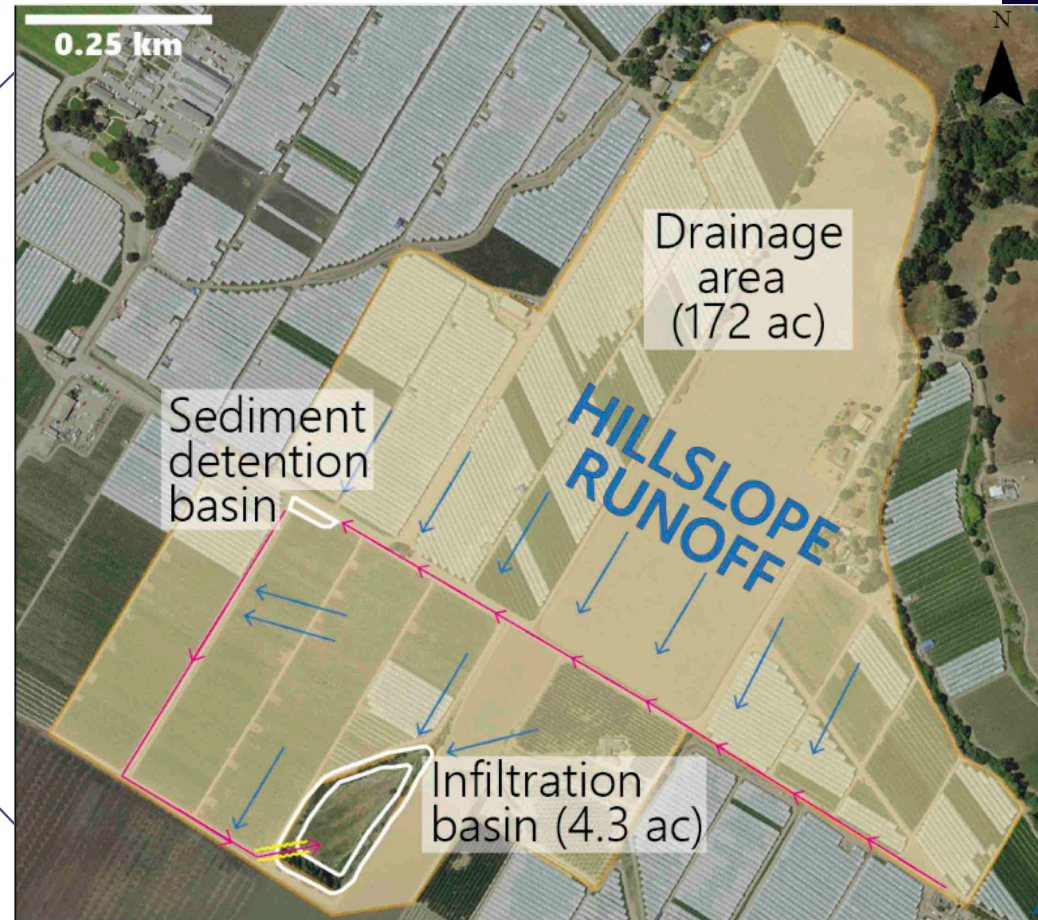 0.25 km
N
Drainage
area
(172 ac)
HILLSLOPE
RUNOFF
Sediment
detention
basin
Infiltration
basin (4.3 ac)